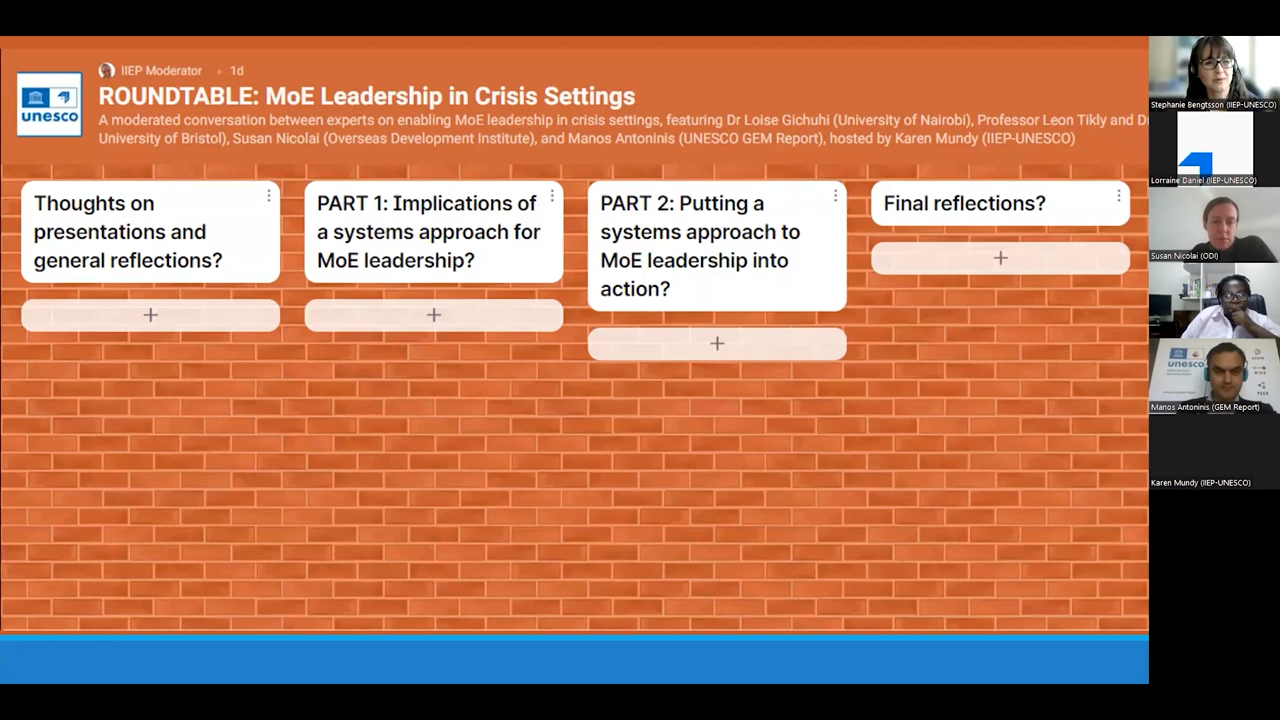 IIEP Moderator • 1d
ROUNDTABLE: MoE Leadership in Crisis Settings
A moderated conversation between experts on enabling MoE leadership in crisis settings, featuring Dr Loise Gichuhi (University of Nairobi), Professor Leon Tikly and Dr
University of Bristol), Susan Nicolai (Overseas Development Institute), and Manos Antoninis (UNESCO GEM Report), hosted by Karen Mundy (IIEP-UNESCO)
unesco
Thoughts on
presentations and
general reflections?
+
PART 1: Implications of
a systems approach for
MoE leadership?
+
PART 2: Putting a
systems approach to
MoE leadership into
action?
+
Final reflections?
+
Stephanie Bengtsson (IIEP-UNESCO)
Lorraine Daniel (IIEP-UNESCO)
Susan Nicolai (ODI)
unesco
Manos Antoninis (GEM Report)
Karen Mundy (IIEP-UNESCO)